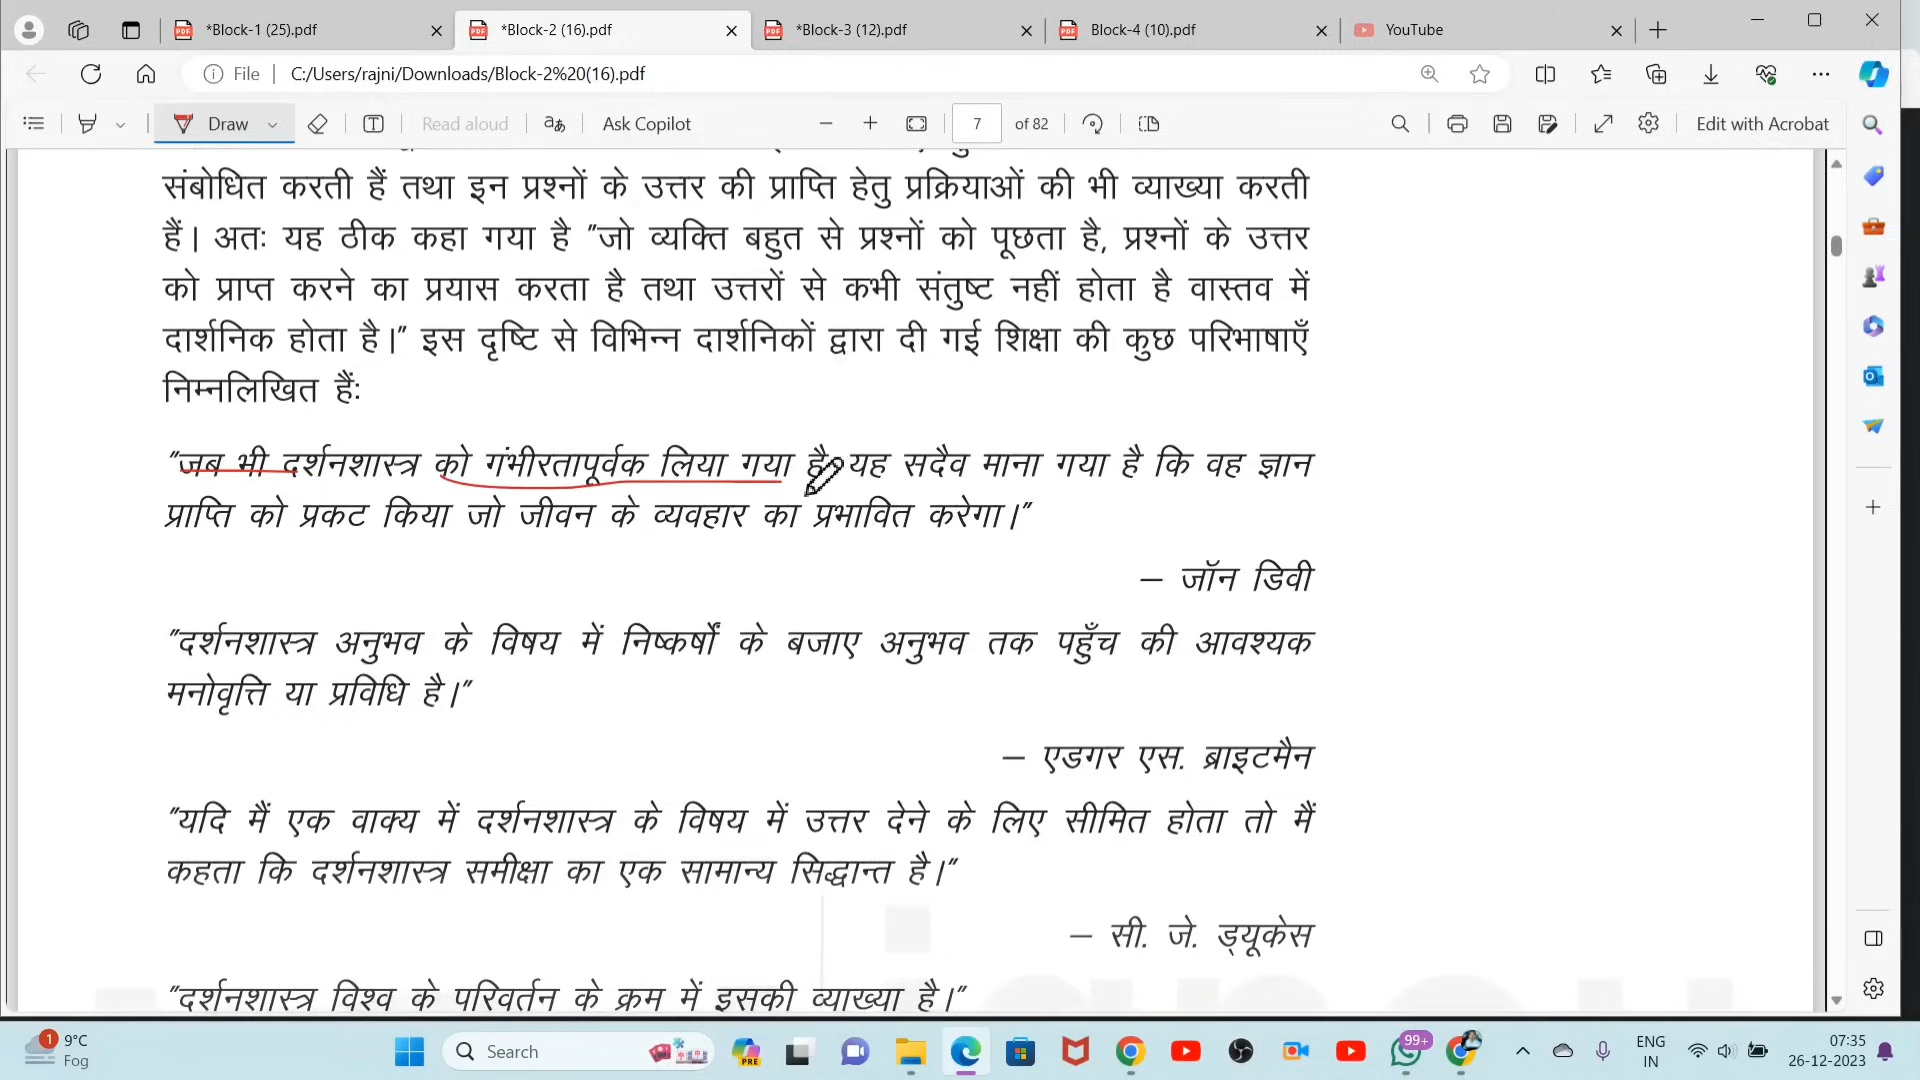 *Block-1 (25).pdf
*Block-2 (16).pdf
*Block-3 (12).pdf
Block-4 (10).pdf
YouTube
File
C:/Users/rajni/Downloads/Block-2%20(16).pdf
Draw
Read aloud
Ask Copilot
7
of 82
Edit with Acrobat
संबोधित करती हैं तथा इन प्रश्नों के उत्तर की प्राप्ति हेतु प्रक्रियाओं की भी व्याख्या करती
हैं। अतः यह ठीक कहा गया है "जो व्यक्ति बहुत से प्रश्नों को पूछता है, प्रश्नों के उत्तर
को प्राप्त करने का प्रयास करता है तथा उत्तरों से कभी संतुष्ट नहीं होता है वास्तव में
दार्शनिक होता है।" इस दृष्टि से विभिन्न दार्शनिकों द्वारा दी गई शिक्षा की कुछ परिभाषाएँ
निम्नलिखित हैंः
"जब भी दर्शनशास्त्र को गंभीरतापूर्वक लिया गया है यह सदैव माना गया है कि वह ज्ञान
प्राप्ति को प्रकट किया जो जीवन के व्यवहार का प्रभावित करेगा।"
– जॉन डिवी
"दर्शनशास्त्र अनुभव के विषय में निष्कर्षों के बजाए अनुभव तक पहुँच की आवश्यक
मनोवृत्ति या प्रविधि है।"
– एडगर एस. ब्राइटमैन
"यदि मैं एक वाक्य में दर्शनशास्त्र के विषय में उत्तर देने के लिए सीमित होता तो मैं
कहता कि दर्शनशास्त्र समीक्षा का एक सामान्य सिद्धान्त है।"
– सी. जे. ड्यूकेस
"दर्शनशास्त्र विश्व के परिवर्तन के क्रम में इसकी व्याख्या है।"
1
9°C
Fog
Search
PRE
99+
ENG
IN
07:35
26-12-2023